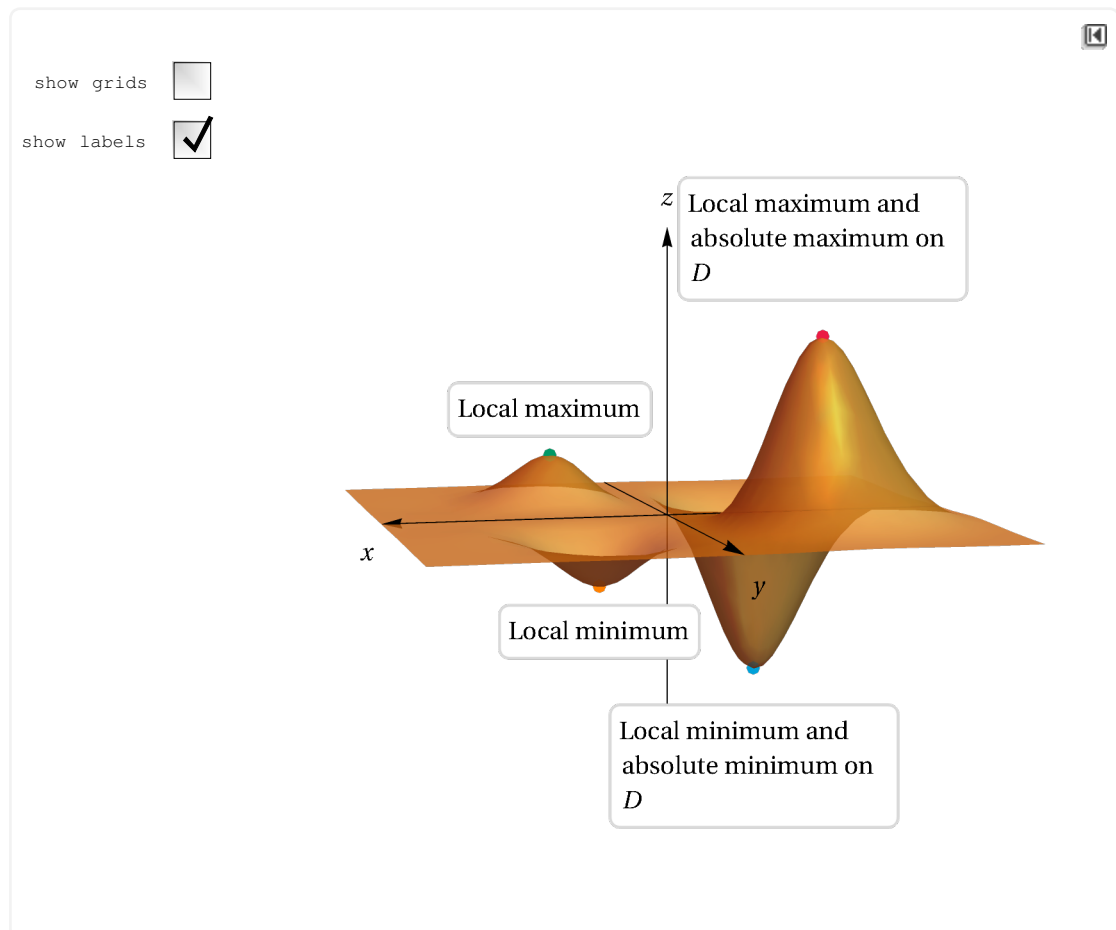 show grids
show labels
z
Local maximum and
absolute maximum on
D
Local maximum
x
y
Local minimum
Local minimum and
absolute minimum on
D